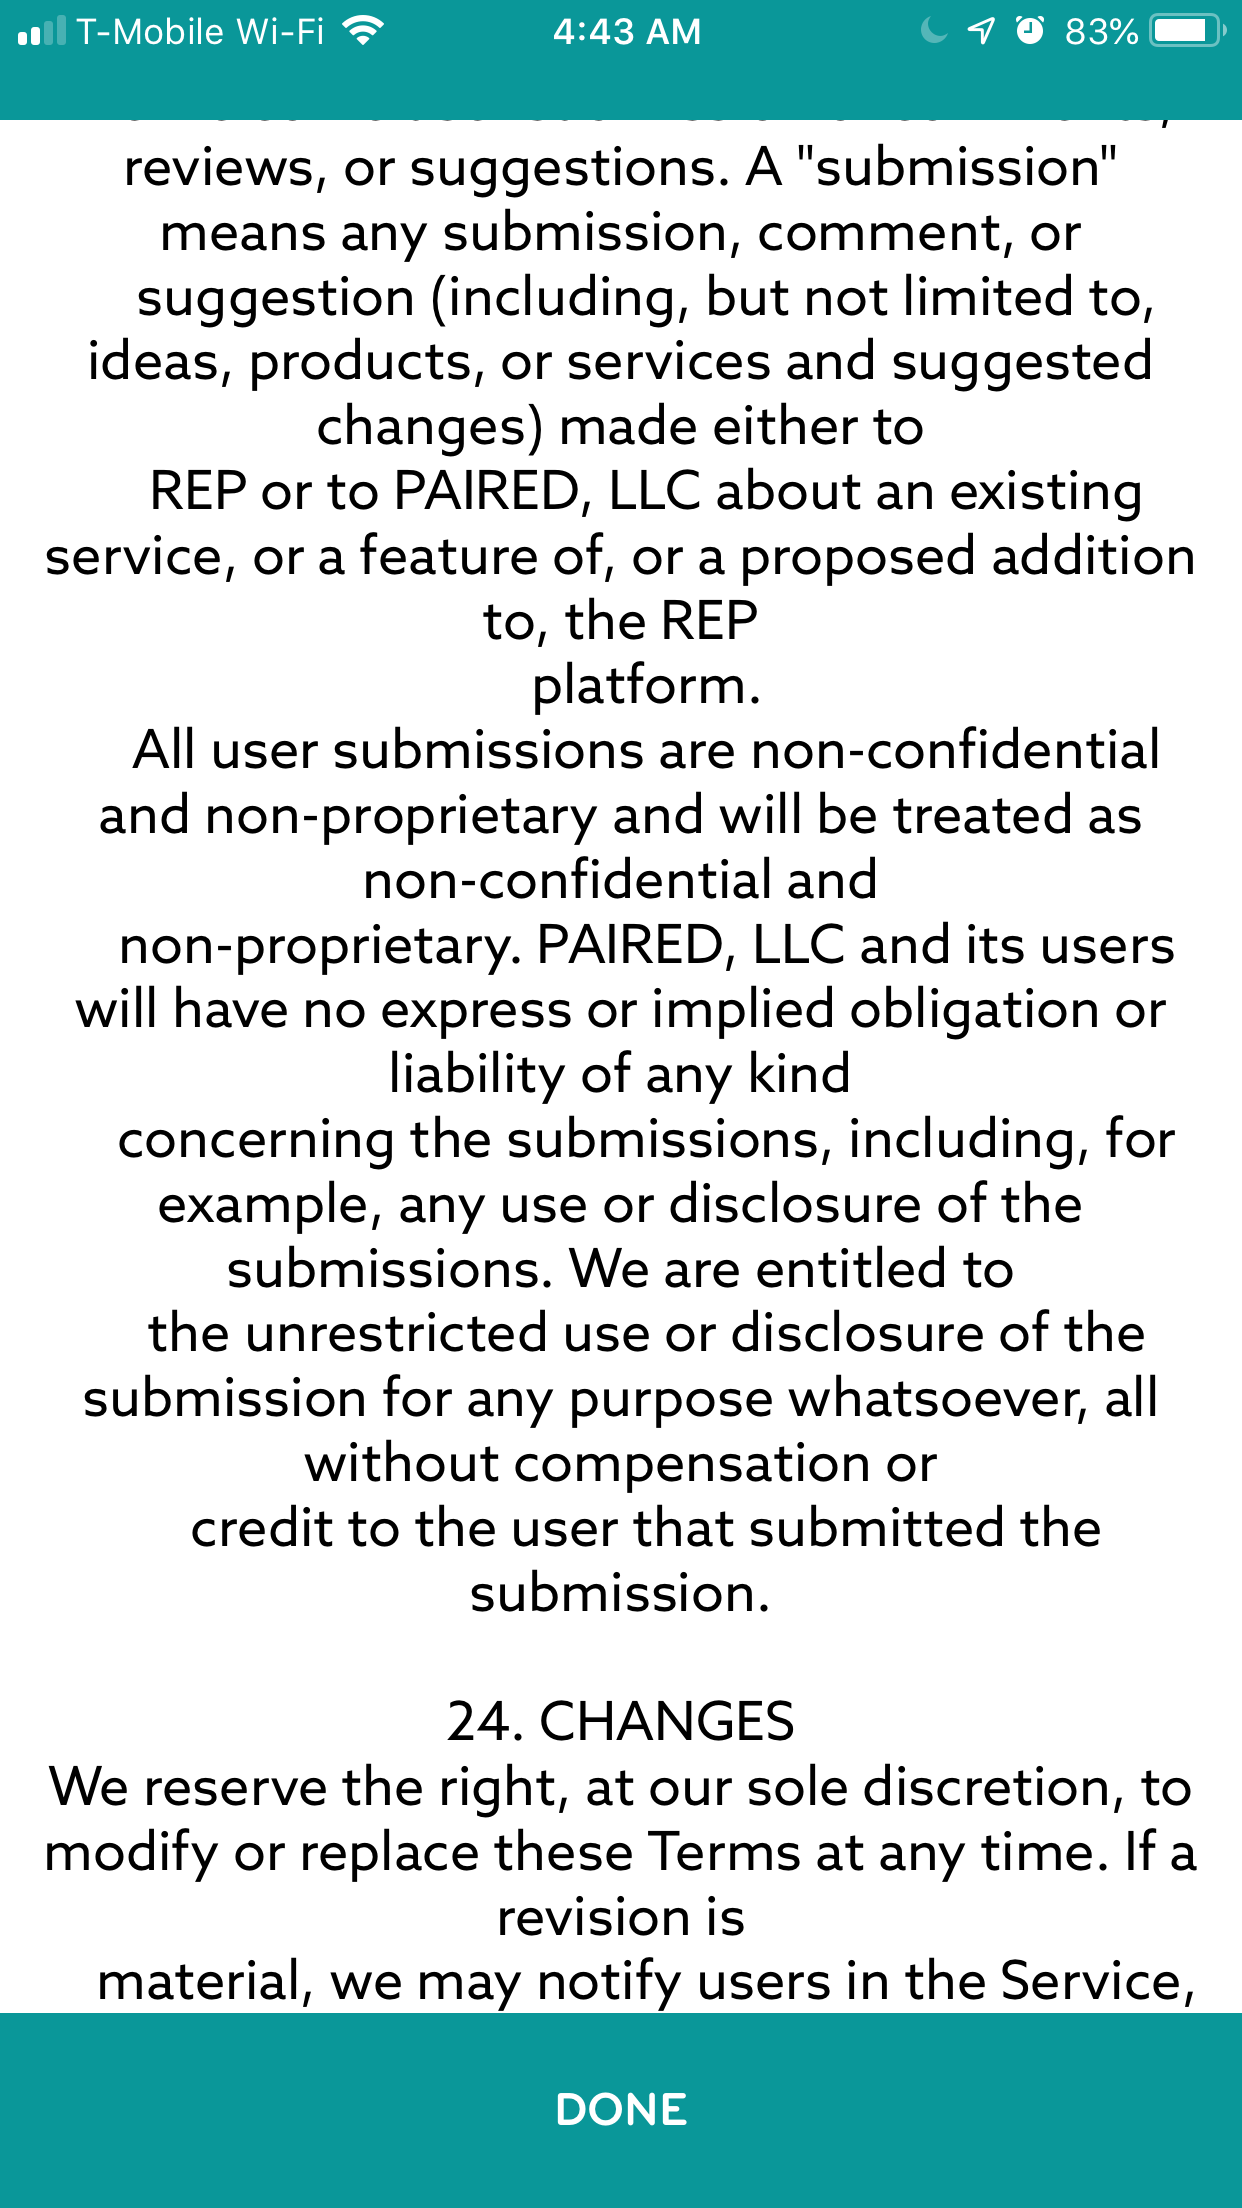 T-Mobile Wi-Fi 4:43 AM 83%
reviews, or suggestions. A "submission"
means any submission, comment, or
suggestion (including, but not limited to,
ideas, products, or services and suggested
changes) made either to
REP or to PAIRED, LLC about an existing
service, or a feature of, or a proposed addition
to, the REP
platform.
All user submissions are non-confidential
and non-proprietary and will be treated as
non-confidential and
non-proprietary. PAIRED, LLC and its users
will have no express or implied obligation or
liability of any kind
concerning the submissions, including, for
example, any use or disclosure of the
submissions. We are entitled to
the unrestricted use or disclosure of the
submission for any purpose whatsoever, all
without compensation or
credit to the user that submitted the
submission.
24. CHANGES
We reserve the right, at our sole discretion, to
modify or replace these Terms at any time. If a
revision is
material, we may notify users in the Service,
DONE